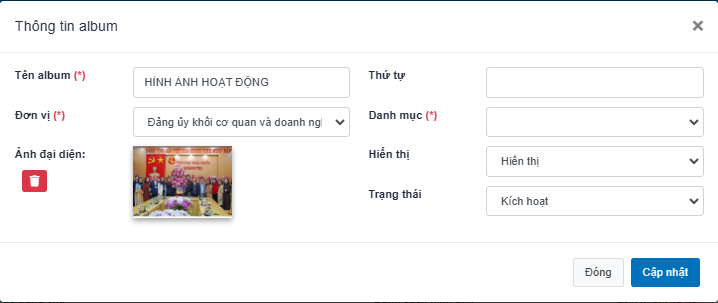 Thông tin album
×
Tên album (*)
HÌNH ẢNH HOẠT ĐỘNG
Thứ tự
Đơn vị (*)
Đảng ủy khối cơ quan và doanh ngh
Danh mục (*)
Ảnh đại diện:
Hiển thị
Hiển thị
Trạng thái
Kích hoạt
Đóng
Cập nhật